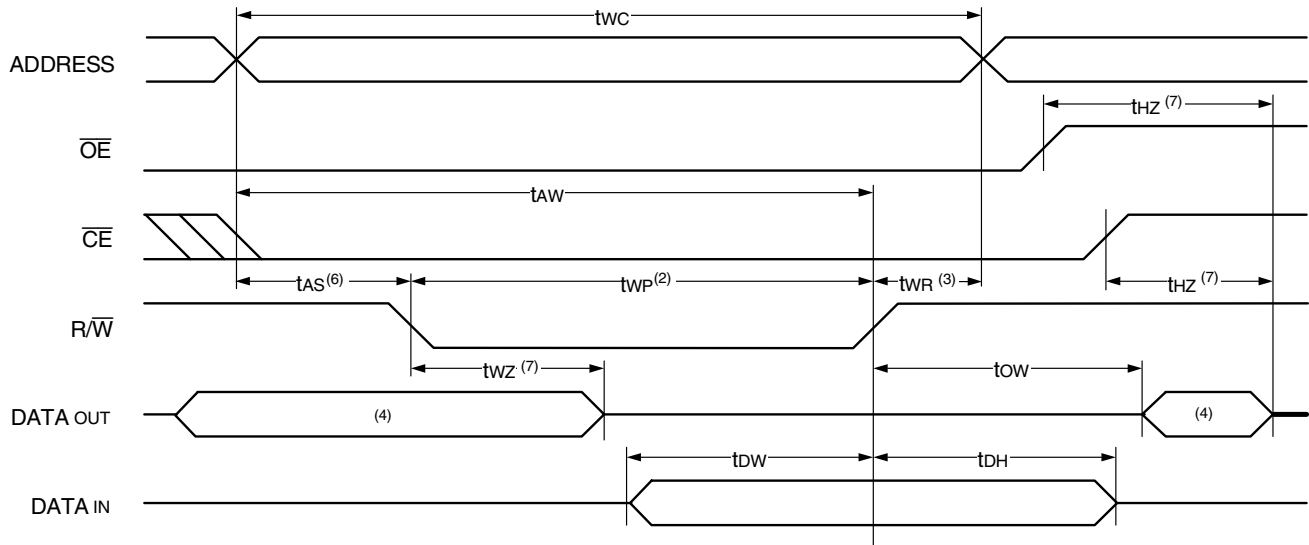 tWC
ADDRESS
tHZ (7)
OE
tAW
CE
tAS(6)
tWP(2)
tWR (3)
tHZ (7)
R/W
tWZ (7)
tOW
DATA OUT
(4)
(4)
tDW
tDH
DATA IN